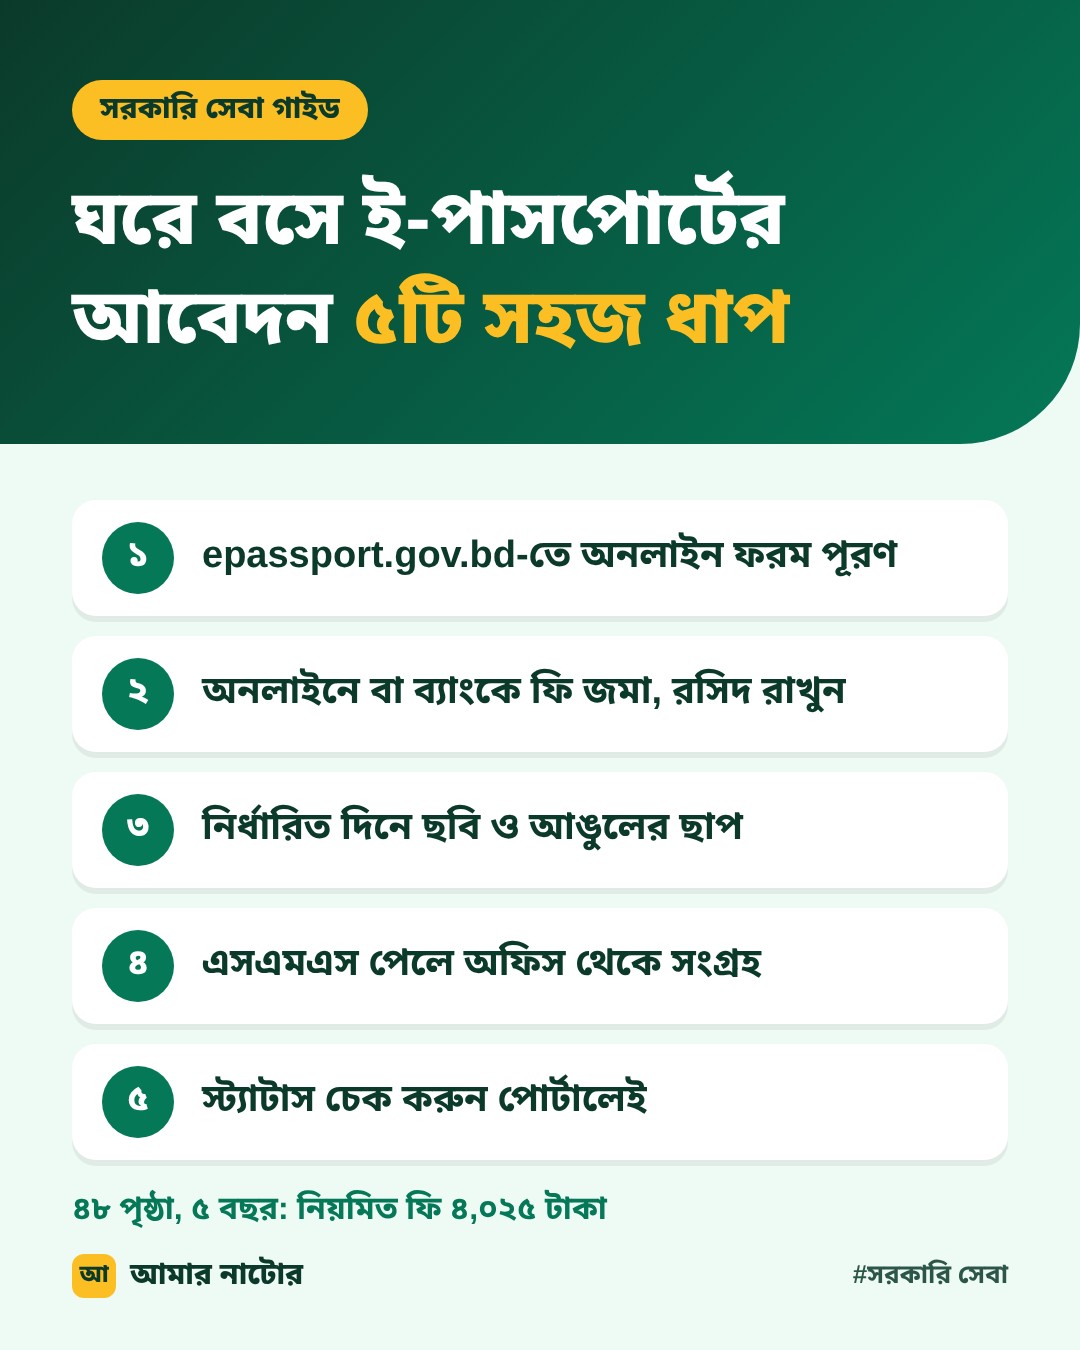 সরকারি সেবা গাইড
ঘরে বসে ই-পাসপোর্টের
আবেদন ৫টি সহজ ধাপ
১ epassport.gov.bd-তে অনলাইন ফরম পূরণ
২ অনলাইনে বা ব্যাংকে ফি জমা, রসিদ রাখুন
৩ নির্ধারিত দিনে ছবি ও আঙুলের ছাপ
৪ এসএমএস পেলে অফিস থেকে সংগ্রহ
৫ স্ট্যাটাস চেক করুন পোর্টালেই
৪৮ পৃষ্ঠা, ৫ বছর: নিয়মিত ফি ৪,০২৫ টাকা
আ আমার নাটোর
#সরকারি সেবা